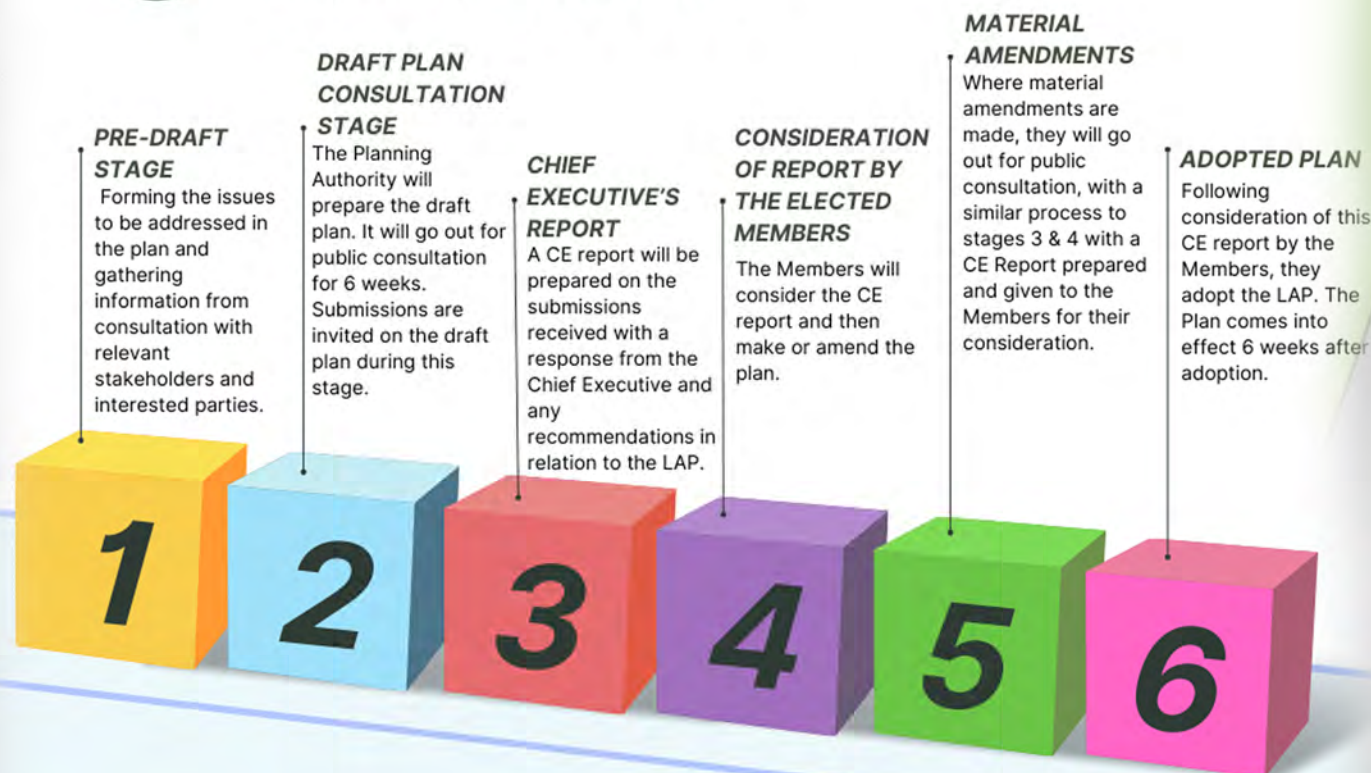 PRE-DRAFT
STAGE
Forming the issues
to be addressed in
the plan and
gathering
information from
consultation with
relevant
stakeholders and
interested parties.
DRAFT PLAN
CONSULTATION
STAGE
The Planning
Authority will
prepare the draft
plan. It will go out for
public consultation
for 6 weeks.
Submissions are
invited on the draft
plan during this
stage.
CHIEF
EXECUTIVE'S
REPORT
A CE report will be
prepared on the
submissions
received with a
response from the
Chief Executive and
any
recommendations in
relation to the LAP.
CONSIDERATION
OF REPORT BY
THE ELECTED
MEMBERS
The Members will
consider the CE
report and then
make or amend the
plan.
MATERIAL
AMENDMENTS
Where material
amendments are
made, they will go
out for public
consultation, with a
similar process to
stages 3 & 4 with a
CE Report prepared
and given to the
Members for their
consideration.
ADOPTED PLAN
Following
consideration of this
CE report by the
Members, they
adopt the LAP. The
Plan comes into
effect 6 weeks after
adoption.
1
2
3
4
5
6